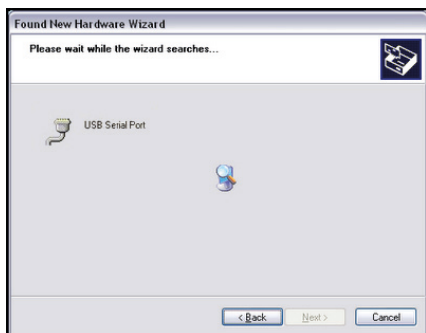 Found New Hardware Wizard
Please wait while the wizard searches...
USB Serial Port
< Back Next > Cancel